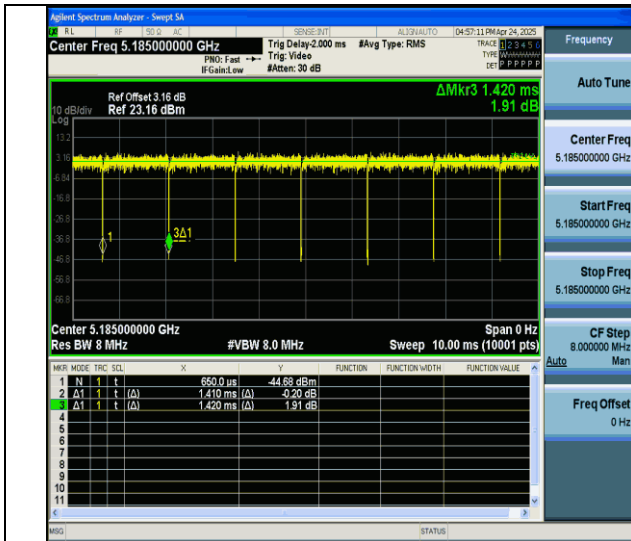 Agilent Spectrum Analyzer - Swept SA
RL RF 50 Ω AC SENSE:INT ALIGN AUTO 04:57:11 PM Apr 24, 2025
Center Freq 5.185000000 GHz
PNO: Fast
IFGain:Low
Trig Delay-2.000 ms
Trig: Video
#Atten: 30 dB
#Avg Type: RMS
TRACE 1 2 3 4 5 6
TYPE
DET P P P P P P
Frequency
Ref Offset 3.16 dB
Ref 23.16 dBm
ΔMkr3 1.420 ms
1.91 dB
10 dB/div
Log
13.2
3.16
-6.84
-16.8
-26.8
-36.8
-46.8
-56.8
-66.8
1
3Δ1
Center 5.185000000 GHz
Span 0 Hz
Res BW 8 MHz
#VBW 8.0 MHz
Sweep 10.00 ms (10001 pts)
MKR MODE TRC SCL X Y FUNCTION FUNCTION WIDTH FUNCTION VALUE
1 N 1 t 650.0 µs -44.68 dBm
2 Δ1 1 t (Δ) 1.410 ms (Δ) -0.20 dB
3 Δ1 1 t (Δ) 1.420 ms (Δ) 1.91 dB
4
5
6
7
8
9
10
11
MSG
STATUS
Auto Tune
Center Freq
5.185000000 GHz
Start Freq
5.185000000 GHz
Stop Freq
5.185000000 GHz
CF Step
8.000000 MHz
Auto Man
Freq Offset
0 Hz